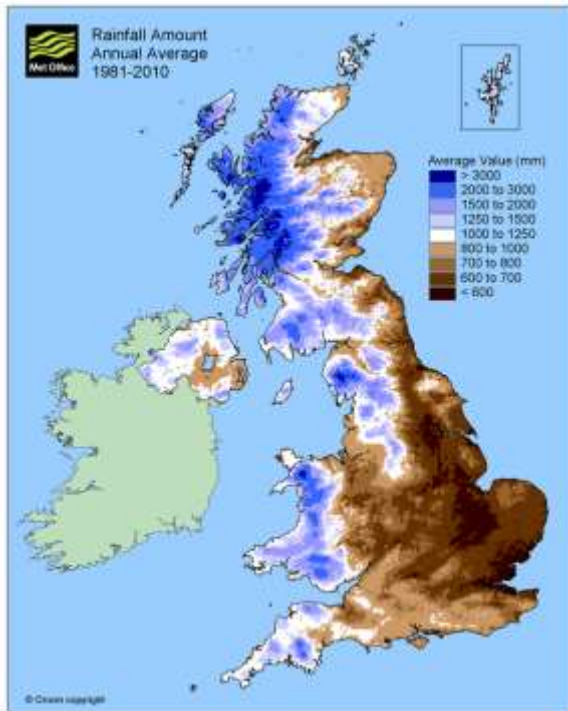 Met Office
Rainfall Amount
Annual Average
1981-2010
Average Value (mm)
> 3000
2000 to 3000
1500 to 2000
1250 to 1500
1000 to 1250
800 to 1000
700 to 800
600 to 700
< 600
© Crown copyright